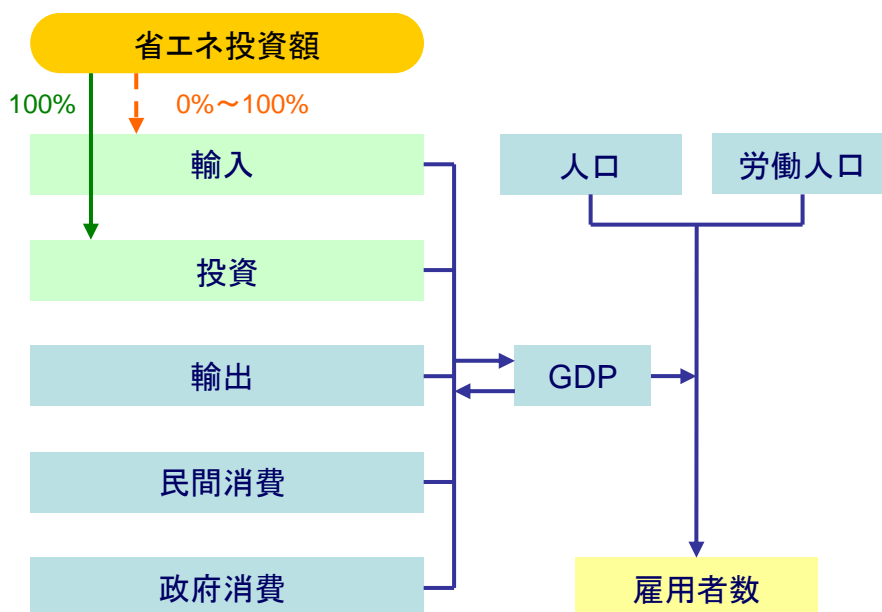 省エネ投資額
100%
0%～100%
輸入
人口
労働人口
投資
輸出
GDP
民間消費
政府消費
雇用者数